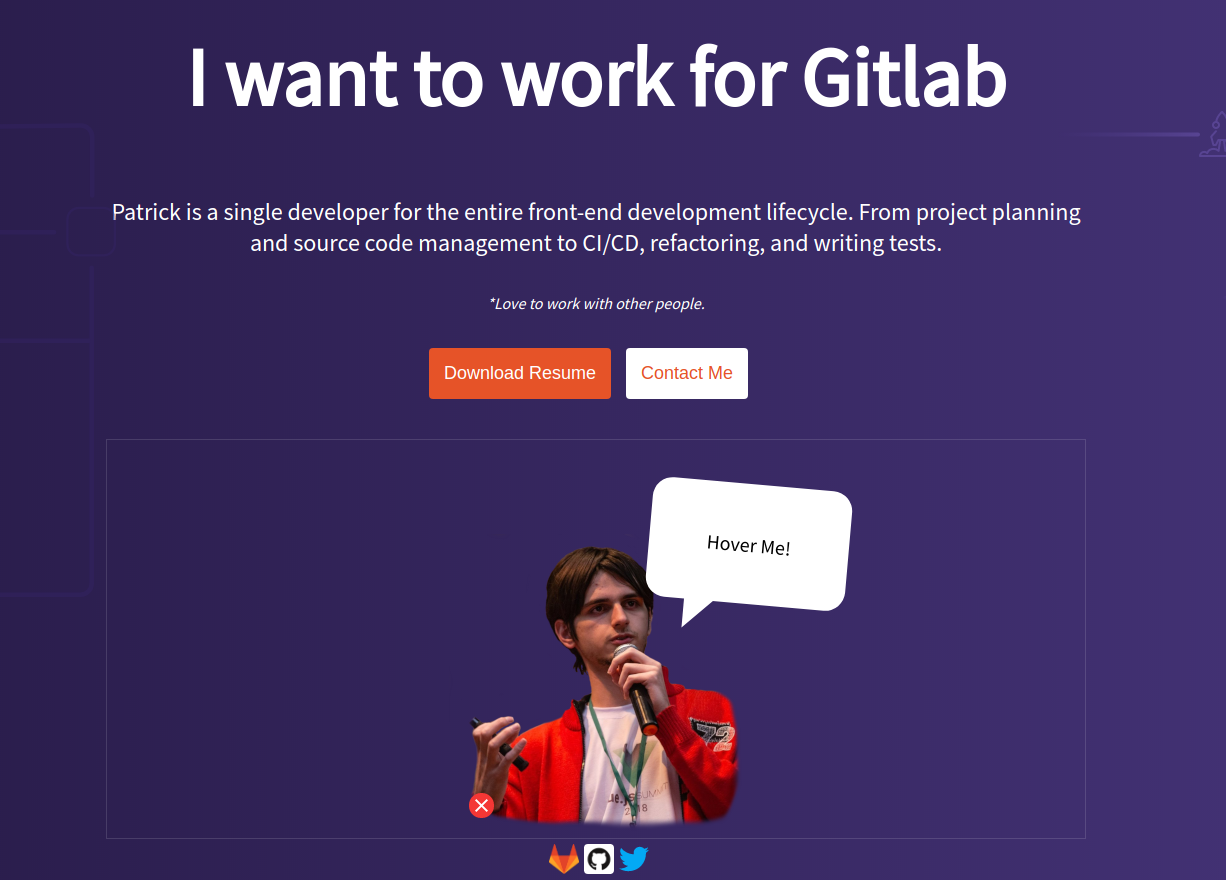 I want to work for Gitlab
Patrick is a single developer for the entire front-end development lifecycle. From project planning
and source code management to CI/CD, refactoring, and writing tests.
*Love to work with other people.
Download Resume
Contact Me
Hover Me!
72